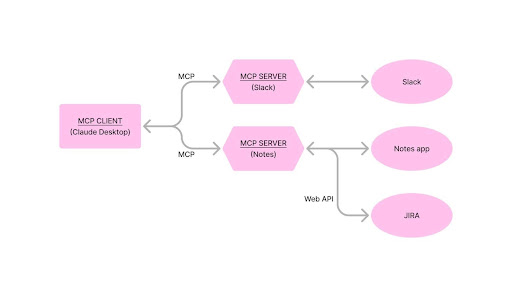 MCP
MCP SERVER
(Slack)
Slack
MCP CLIENT
(Claude Desktop)
MCP SERVER
(Notes)
Notes app
MCP
Web API
JIRA